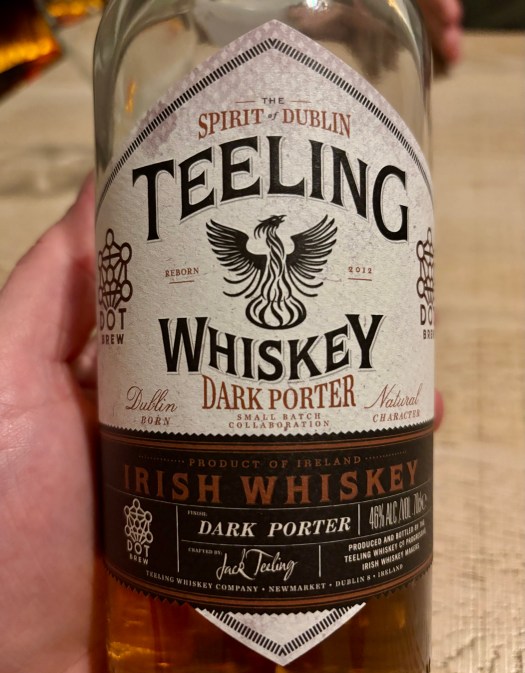 THE
SPIRIT of DUBLIN
TEELING
REBORN 2012
DOT
BREW
DOT
BREW
WHISKEY
DARK PORTER
Dublin
BORN
SMALL BATCH
COLLABORATION
Natural
CHARACTER
PRODUCT OF IRELAND
IRISH WHISKEY
DOT
BREW
FINISH:
DARK PORTER
46% ALC./VOL. 70cl
CRAFTED BY:
Jack Teeling
PRODUCED AND BOTTLED BY THE
TEELING WHISKEY CO
IRISH WHISKEY MAKERS
IRELAND
TEELING WHISKEY COMPANY • NEWMARKET • DUBLIN 8 • IRELAND